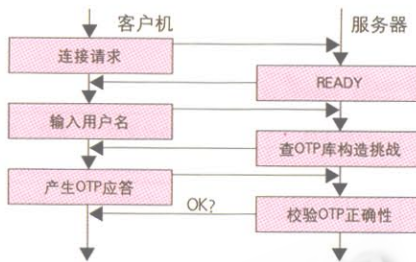 客户机
服务器
连接请求
READY
输入用户名
查OTP库构造挑战
产生OTP应答
OK?
校验OTP正确性